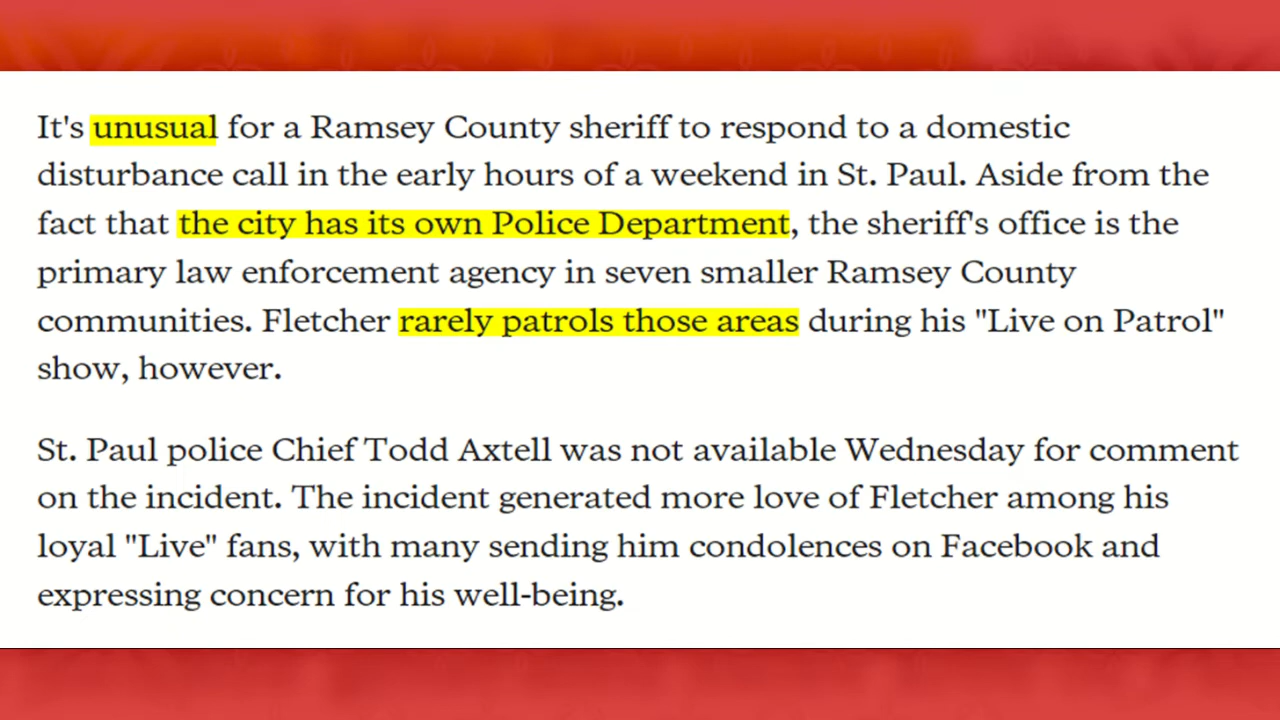 It's unusual for a Ramsey County sheriff to respond to a domestic
disturbance call in the early hours of a weekend in St. Paul. Aside from the
fact that the city has its own Police Department, the sheriff's office is the
primary law enforcement agency in seven smaller Ramsey County
communities. Fletcher rarely patrols those areas during his "Live on Patrol"
show, however.
St. Paul police Chief Todd Axtell was not available Wednesday for comment
on the incident. The incident generated more love of Fletcher among his
loyal "Live" fans, with many sending him condolences on Facebook and
expressing concern for his well-being.